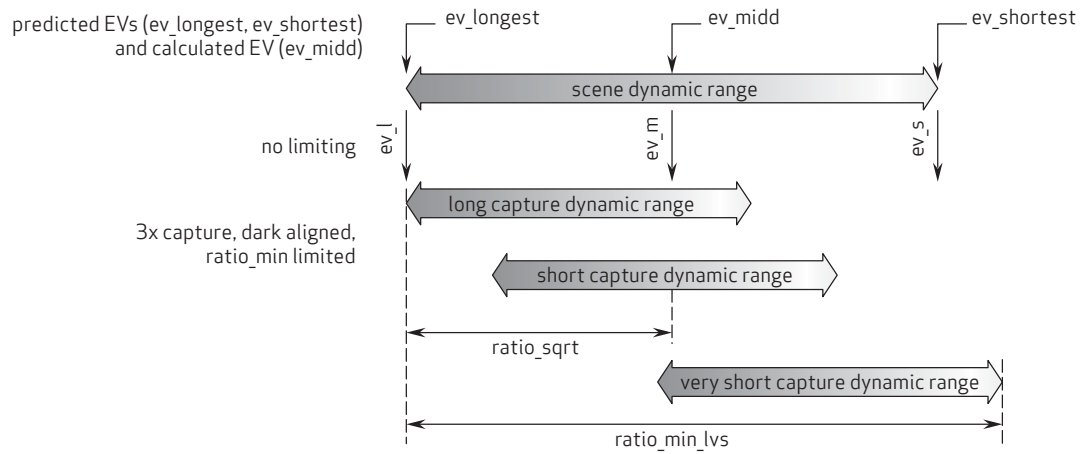 predicted EVs (ev_longest, ev_shortest)
and calculated EV (ev_midd)
ev_longest
ev_midd
ev_shortest
scene dynamic range
no limiting
ev_l
ev_m
ev_s
long capture dynamic range
3x capture, dark aligned,
ratio_min limited
short capture dynamic range
ratio_sqrt
very short capture dynamic range
ratio_min_lvs